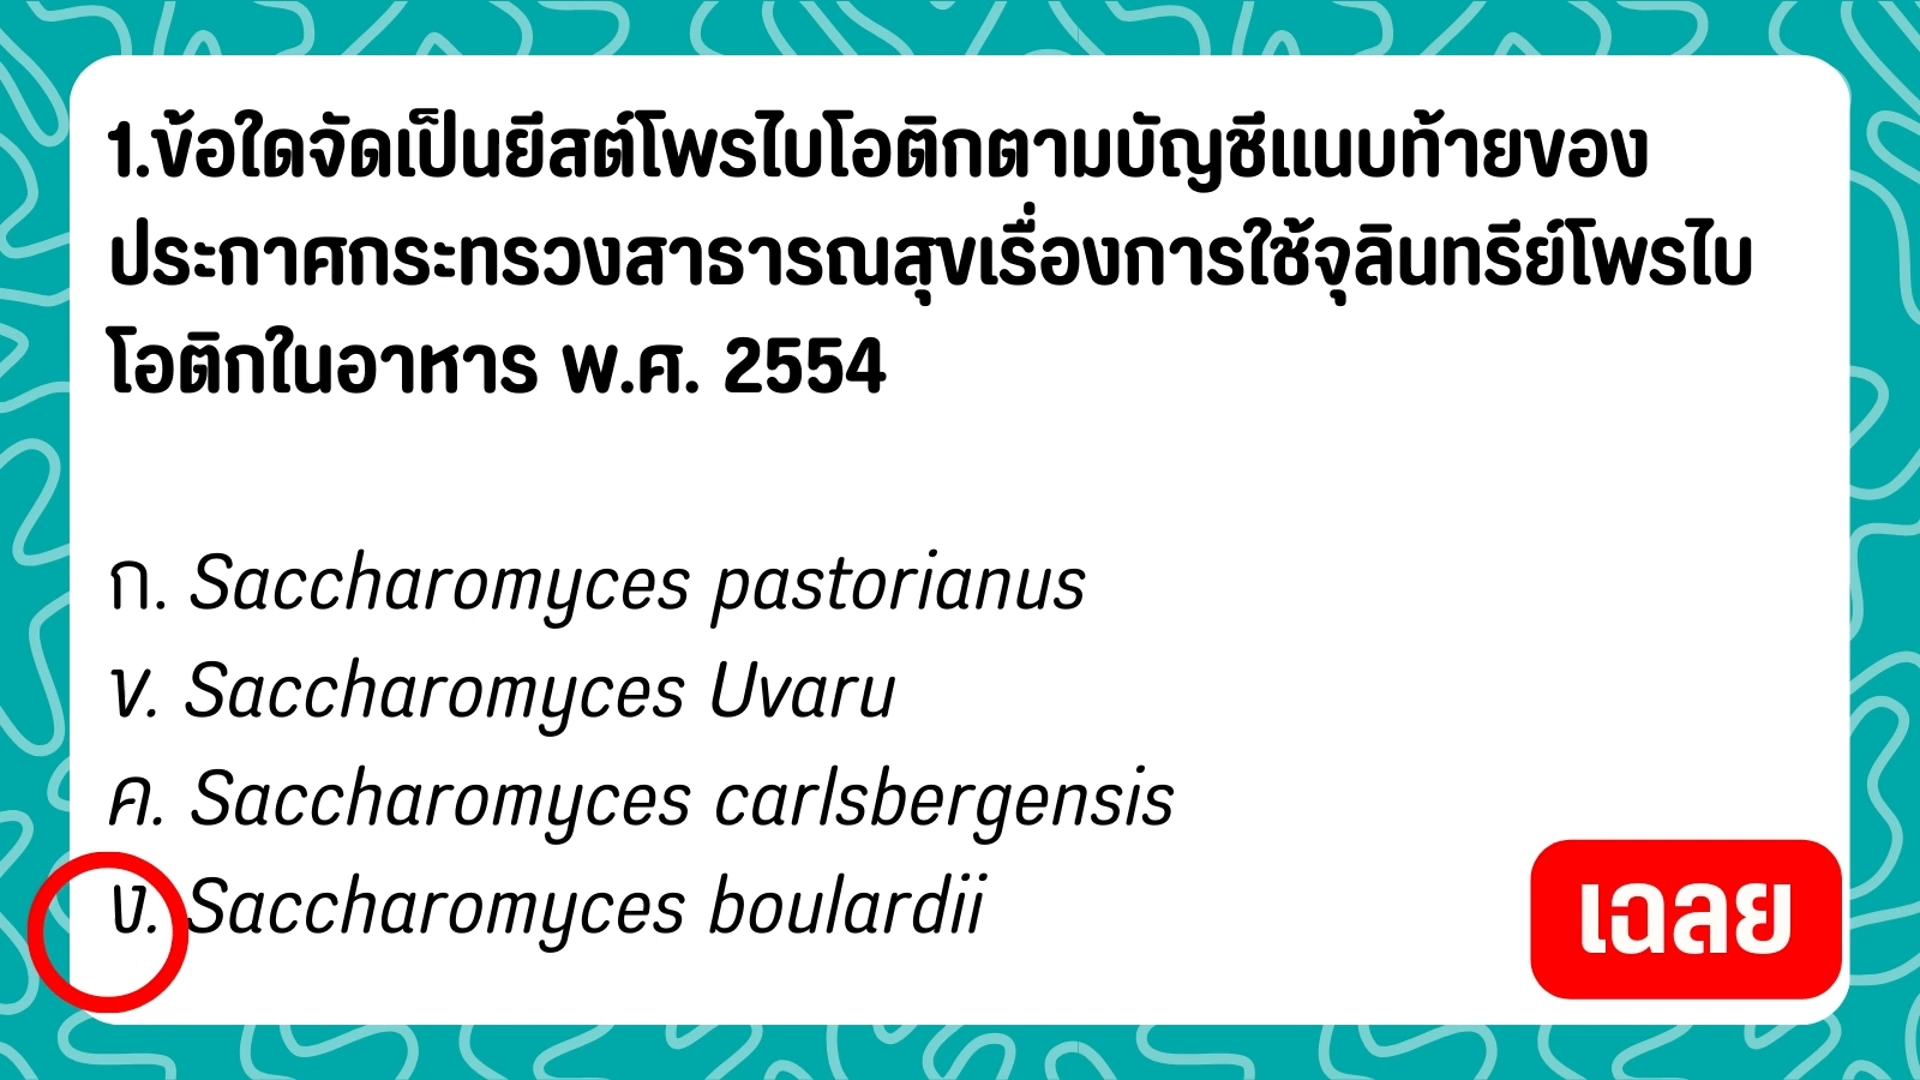 1.ข้อใดจัดเป็นยีสต์โพรไบโอติกตามบัญชีแนบท้ายของ
ประกาศกระทรวงสาธารณสุขเรื่องการใช้จุลินทรีย์โพรไบ
โอติกในอาหาร พ.ศ. 2554
ก. Saccharomyces pastorianus
ข. Saccharomyces Uvaru
ค. Saccharomyces carlsbergensis
ง. Saccharomyces boulardii
เฉลย